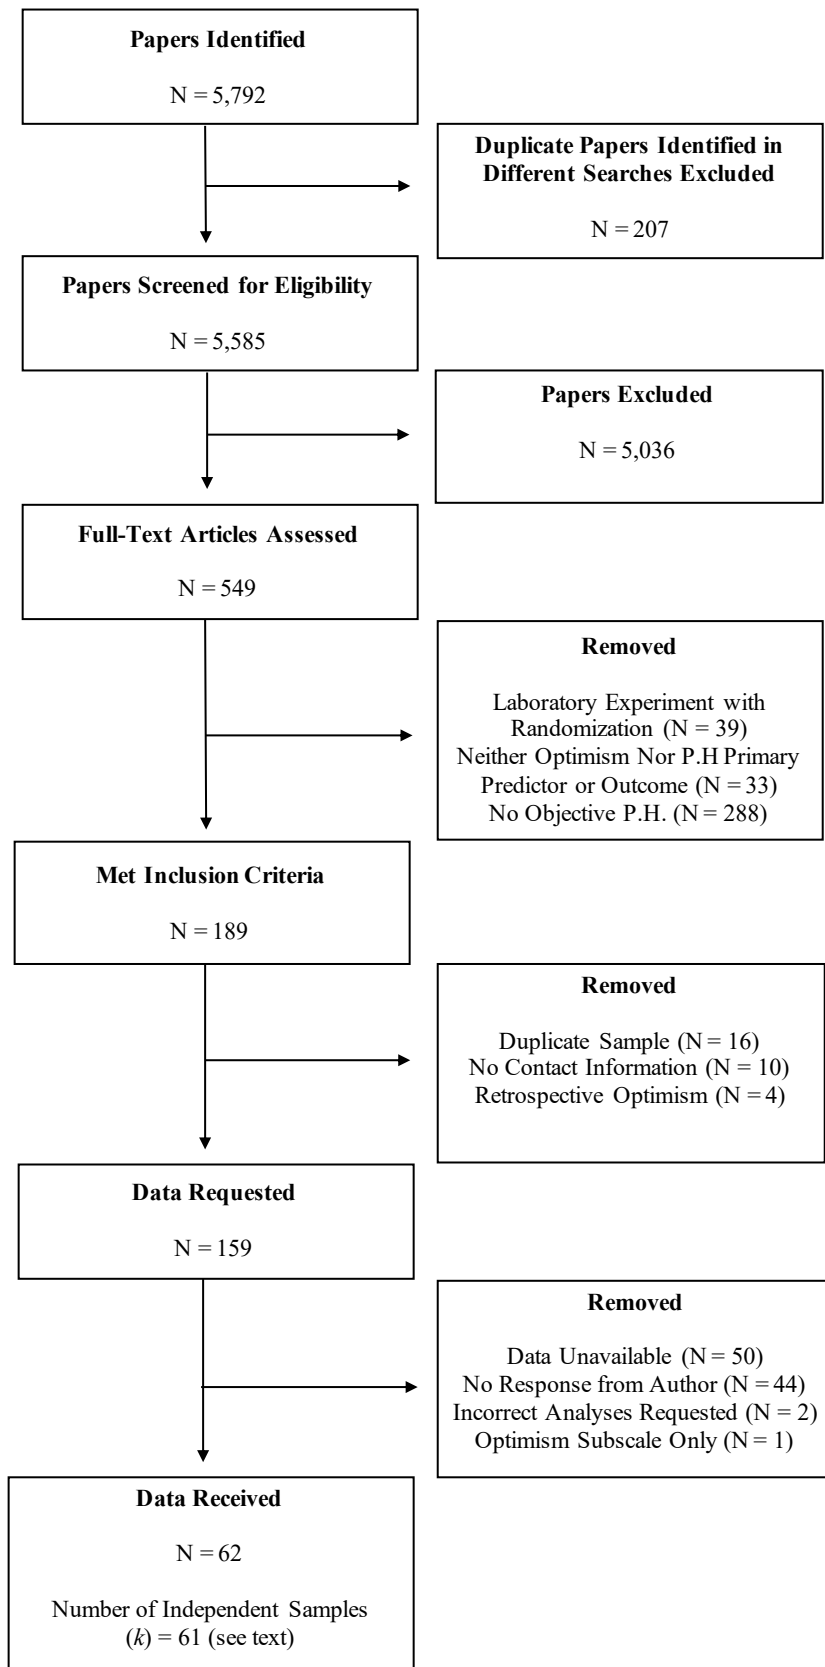 Papers Identified
N = 5,792
Duplicate Papers Identified in
Different Searches Excluded
N = 207
Papers Screened for Eligibility
N = 5,585
Papers Excluded
N = 5,036
Full-Text Articles Assessed
N = 549
Removed
Laboratory Experiment with
Randomization (N = 39)
Neither Optimism Nor P.H Primary
Predictor or Outcome (N = 33)
No Objective P.H. (N = 288)
Met Inclusion Criteria
N = 189
Removed
Duplicate Sample (N = 16)
No Contact Information (N = 10)
Retrospective Optimism (N = 4)
Data Requested
N = 159
Removed
Data Unavailable (N = 50)
No Response from Author (N = 44)
Incorrect Analyses Requested (N = 2)
Optimism Subscale Only (N = 1)
Data Received
N = 62
Number of Independent Samples
(k) = 61 (see text)